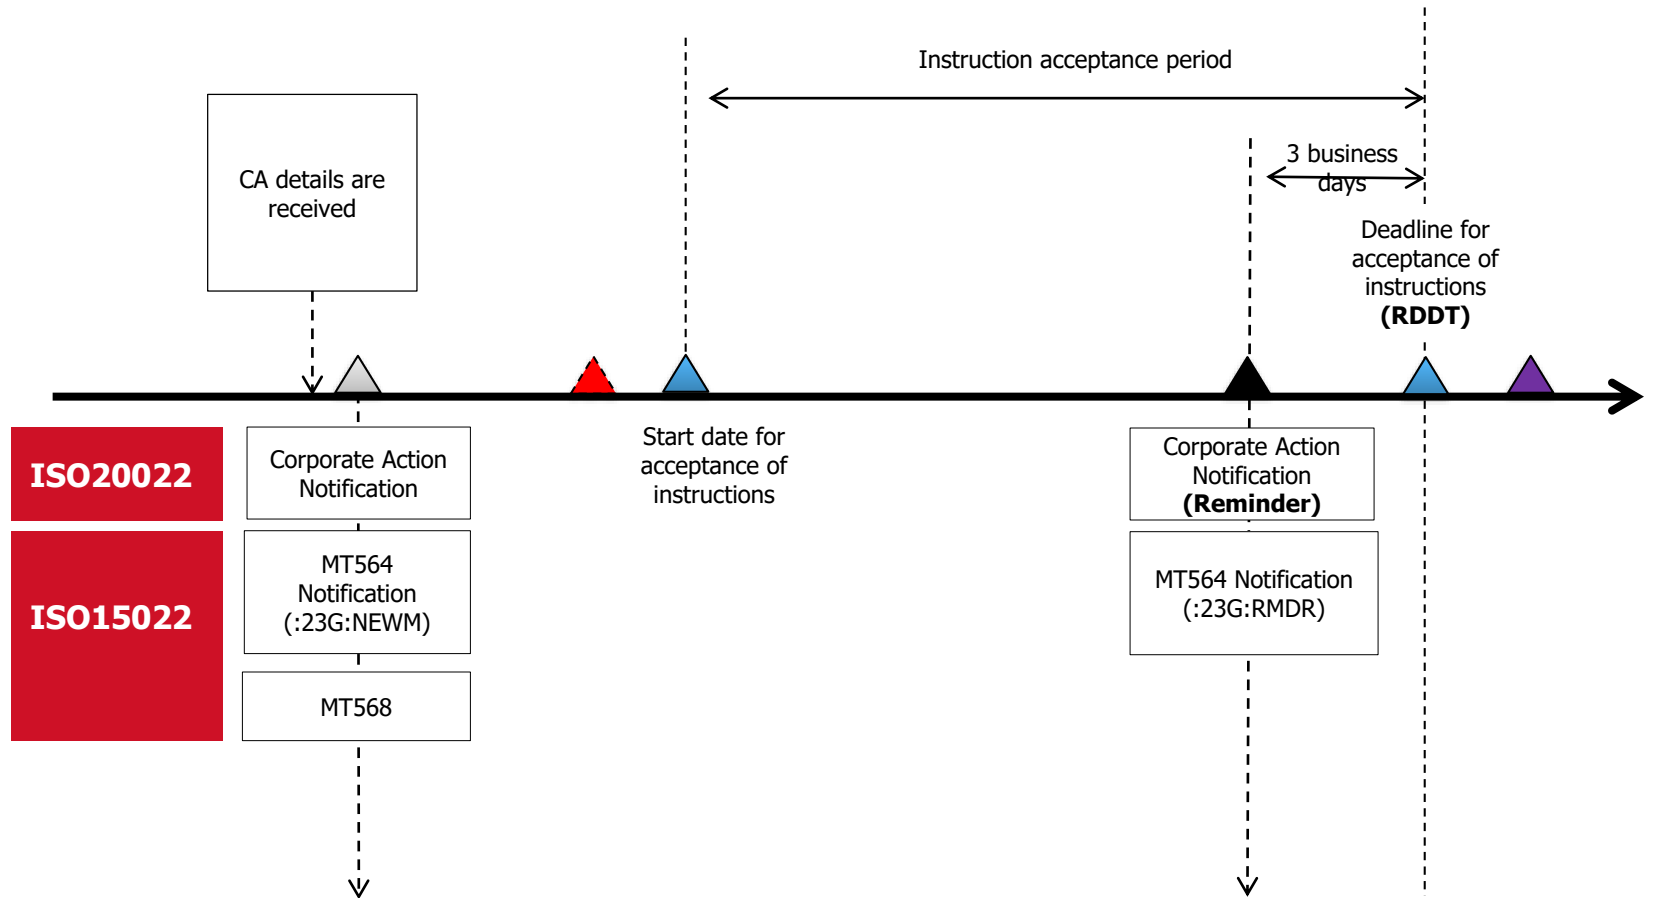 Instruction acceptance period
3 business
days
CA details are
received
Deadline for
acceptance of
instructions
(RDDT)
ISO20022
Corporate Action
Notification
Start date for
acceptance of
instructions
Corporate Action
Notification
(Reminder)
ISO15022
MT564
Notification
(:23G:NEWM)
MT564 Notification
(:23G:RMDR)
MT568